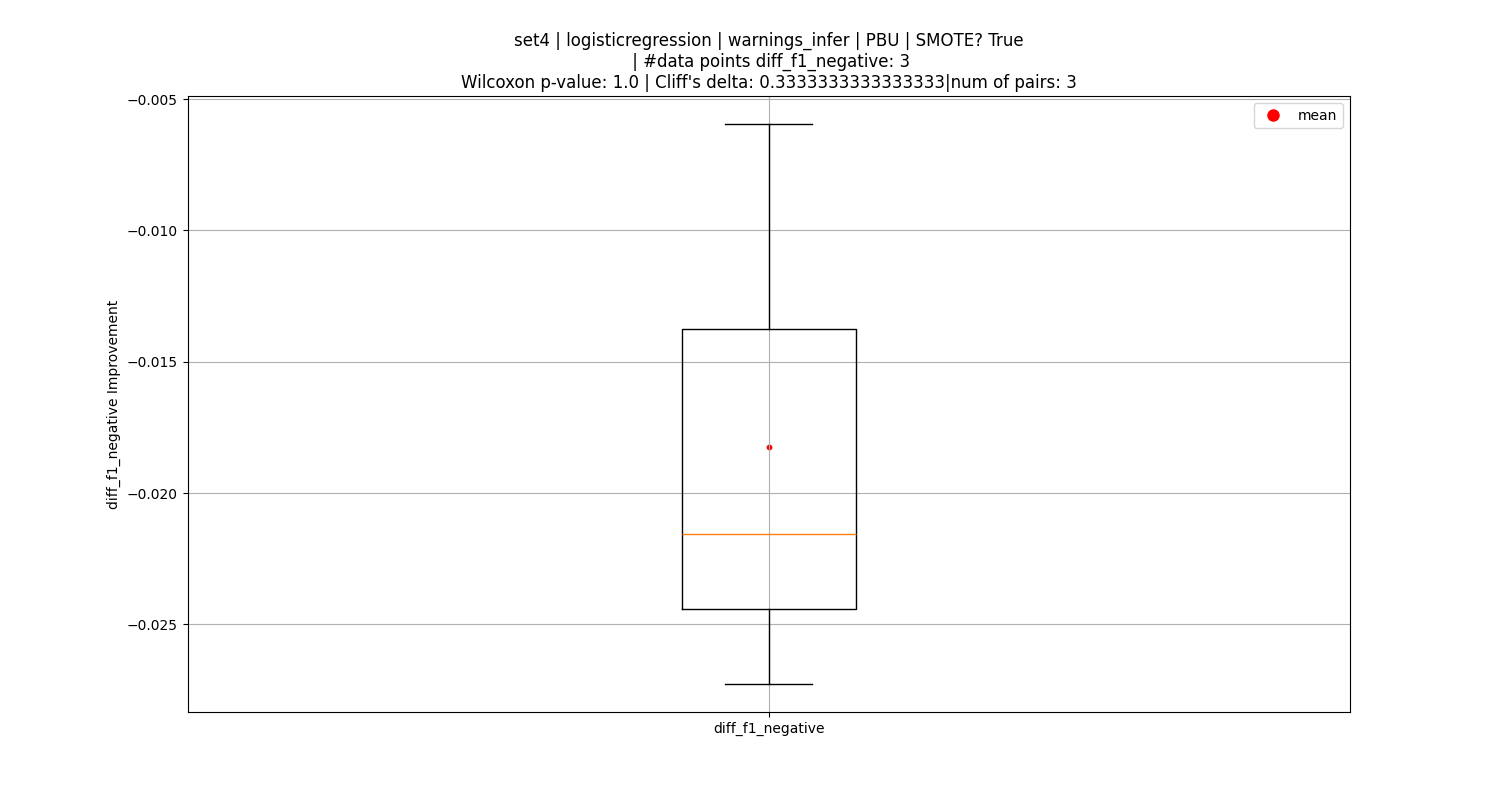 set4 | logisticregression | warnings_infer | PBU | SMOTE? True
| #data points diff_f1_negative: 3
Wilcoxon p-value: 1.0 | Cliff's delta: 0.3333333333333333|num of pairs: 3
mean
−0.005
−0.010
−0.015
−0.020
−0.025
diff_f1_negative Improvement
diff_f1_negative